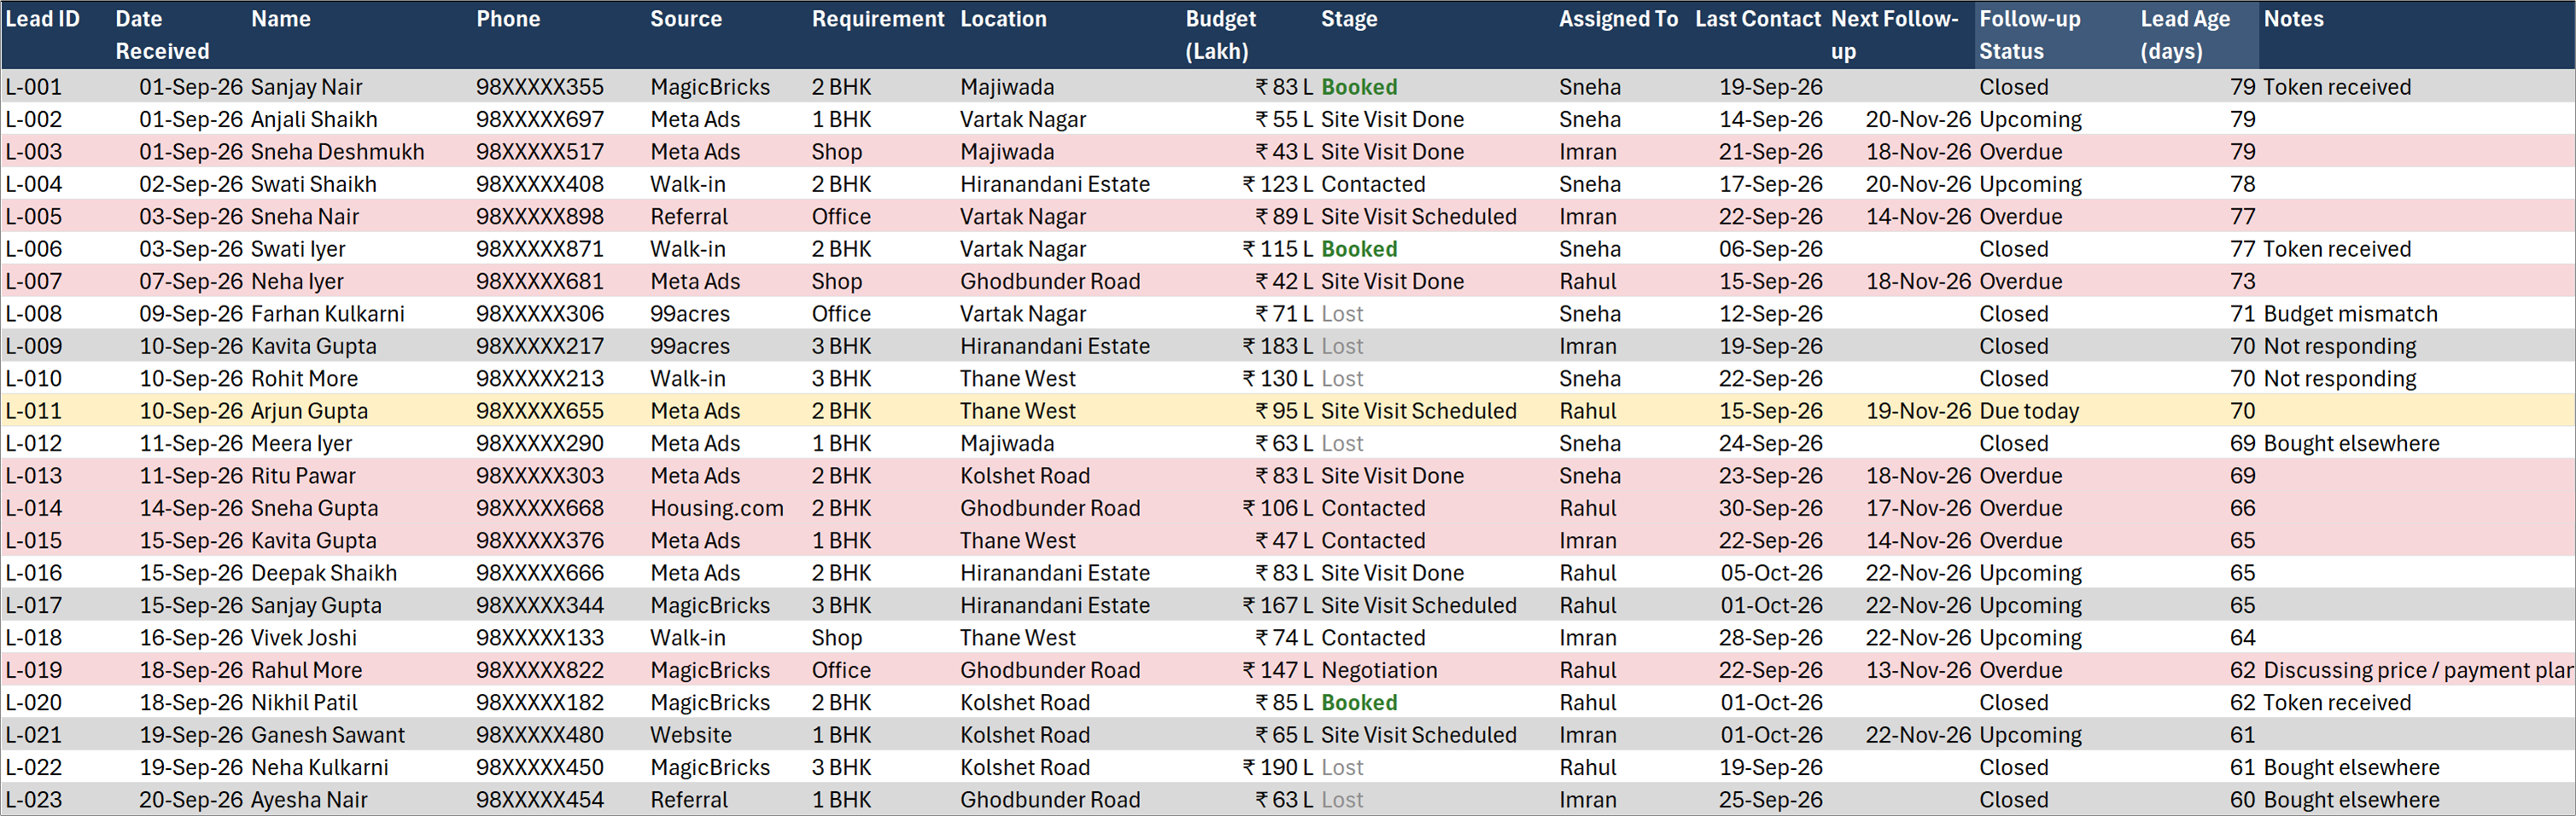 Lead ID Date Received Name Phone Source Requirement Location Budget (Lakh) Stage Assigned To Last Contact Next Follow-up Follow-up Status Lead Age (days) Notes
L-001 01-Sep-26 Sanjay Nair 98XXXXX355 MagicBricks 2 BHK Majiwada ₹ 83 L Booked Sneha 19-Sep-26 Closed 79 Token received
L-002 01-Sep-26 Anjali Shaikh 98XXXXX697 Meta Ads 1 BHK Vartak Nagar ₹ 55 L Site Visit Done Sneha 14-Sep-26 20-Nov-26 Upcoming 79
L-003 01-Sep-26 Sneha Deshmukh 98XXXXX517 Meta Ads Shop Majiwada ₹ 43 L Site Visit Done Imran 21-Sep-26 18-Nov-26 Overdue 79
L-004 02-Sep-26 Swati Shaikh 98XXXXX408 Walk-in 2 BHK Hiranandani Estate ₹ 123 L Contacted Sneha 17-Sep-26 20-Nov-26 Upcoming 78
L-005 03-Sep-26 Sneha Nair 98XXXXX898 Referral Office Vartak Nagar ₹ 89 L Site Visit Scheduled Imran 22-Sep-26 14-Nov-26 Overdue 77
L-006 03-Sep-26 Swati Iyer 98XXXXX871 Walk-in 2 BHK Vartak Nagar ₹ 115 L Booked Sneha 06-Sep-26 Closed 77 Token received
L-007 07-Sep-26 Neha Iyer 98XXXXX681 Meta Ads Shop Ghodbunder Road ₹ 42 L Site Visit Done Rahul 15-Sep-26 18-Nov-26 Overdue 73
L-008 09-Sep-26 Farhan Kulkarni 98XXXXX306 99acres Office Vartak Nagar ₹ 71 L Lost Sneha 12-Sep-26 Closed 71 Budget mismatch
L-009 10-Sep-26 Kavita Gupta 98XXXXX217 99acres 3 BHK Hiranandani Estate ₹ 183 L Lost Imran 19-Sep-26 Closed 70 Not responding
L-010 10-Sep-26 Rohit More 98XXXXX213 Walk-in 3 BHK Thane West ₹ 130 L Lost Sneha 22-Sep-26 Closed 70 Not responding
L-011 10-Sep-26 Arjun Gupta 98XXXXX655 Meta Ads 2 BHK Thane West ₹ 95 L Site Visit Scheduled Rahul 15-Sep-26 19-Nov-26 Due today 70
L-012 11-Sep-26 Meera Iyer 98XXXXX290 Meta Ads 1 BHK Majiwada ₹ 63 L Lost Sneha 24-Sep-26 Closed 69 Bought elsewhere
L-013 11-Sep-26 Ritu Pawar 98XXXXX303 Meta Ads 2 BHK Kolshet Road ₹ 83 L Site Visit Done Sneha 23-Sep-26 18-Nov-26 Overdue 69
L-014 14-Sep-26 Sneha Gupta 98XXXXX668 Housing.com 2 BHK Ghodbunder Road ₹ 106 L Contacted Rahul 30-Sep-26 17-Nov-26 Overdue 66
L-015 15-Sep-26 Kavita Gupta 98XXXXX376 Meta Ads 1 BHK Thane West ₹ 47 L Contacted Imran 22-Sep-26 14-Nov-26 Overdue 65
L-016 15-Sep-26 Deepak Shaikh 98XXXXX666 Meta Ads 2 BHK Hiranandani Estate ₹ 83 L Site Visit Done Rahul 05-Oct-26 22-Nov-26 Upcoming 65
L-017 15-Sep-26 Sanjay Gupta 98XXXXX344 MagicBricks 3 BHK Hiranandani Estate ₹ 167 L Site Visit Scheduled Rahul 01-Oct-26 22-Nov-26 Upcoming 65
L-018 16-Sep-26 Vivek Joshi 98XXXXX133 Walk-in Shop Thane West ₹ 74 L Contacted Imran 28-Sep-26 22-Nov-26 Upcoming 64
L-019 18-Sep-26 Rahul More 98XXXXX822 MagicBricks Office Ghodbunder Road ₹ 147 L Negotiation Rahul 22-Sep-26 13-Nov-26 Overdue 62 Discussing price / payment plan
L-020 18-Sep-26 Nikhil Patil 98XXXXX182 MagicBricks 2 BHK Kolshet Road ₹ 85 L Booked Rahul 01-Oct-26 Closed 62 Token received
L-021 19-Sep-26 Ganesh Sawant 98XXXXX480 Website 1 BHK Kolshet Road ₹ 65 L Site Visit Scheduled Imran 01-Oct-26 22-Nov-26 Upcoming 61
L-022 19-Sep-26 Neha Kulkarni 98XXXXX450 MagicBricks 3 BHK Kolshet Road ₹ 190 L Lost Rahul 19-Sep-26 Closed 61 Bought elsewhere
L-023 20-Sep-26 Ayesha Nair 98XXXXX454 Referral 1 BHK Ghodbunder Road ₹ 63 L Lost Imran 25-Sep-26 Closed 60 Bought elsewhere